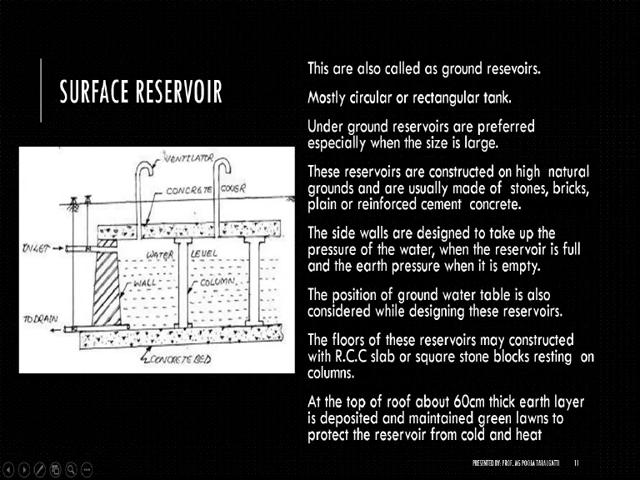 SURFACE RESERVOIR
This are also called as ground resevoirs.
Mostly circular or rectangular tank.
Under ground reservoirs are preferred
especially when the size is large.
These reservoirs are constructed on high natural
grounds and are usually made of stones, bricks,
plain or reinforced cement concrete.
The side walls are designed to take up the
pressure of the water, when the reservoir is full
and the earth pressure when it is empty.
The position of ground water table is also
considered while designing these reservoirs.
The floors of these reservoirs may constructed
with R.C.C slab or square stone blocks resting on
columns.
At the top of roof about 60cm thick earth layer
is deposited and maintained green lawns to
protect the reservoir from cold and heat
VENTILATOR
CONCRETE COVER
INLET
WATER LEVEL
WALL
COLUMN
TO DRAIN
CONCRETE BED
PRESENTED BY: PROF. MS POOJA TARALGATTI 11